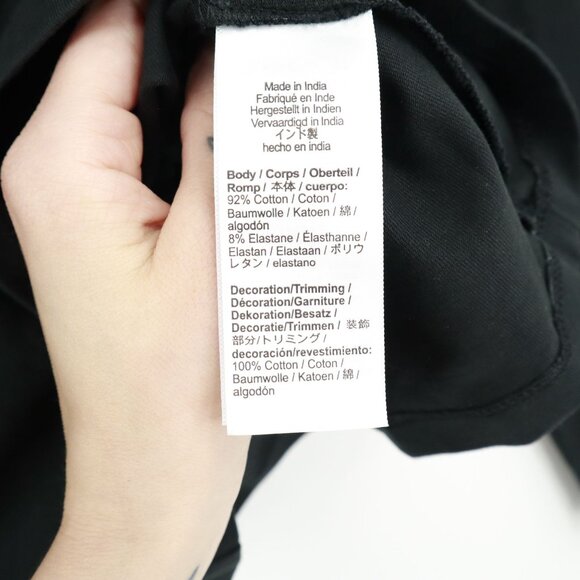 Made in India
Fabriqué en Inde
Hergestellt in Indien
Vervaardigd in India
インド製
hecho en india
Body / Corps / Oberteil /
Romp / 本体 / cuerpo:
92% Cotton / Coton /
Baumwolle / Katoen / 綿 /
algodón
8% Elastane / Élasthanne /
Elastan / Elastaan / ポリウ
レタン / elastano
Decoration/Trimming /
Décoration/Garniture /
Dekoration/Besatz /
Decoratie/Trimmen / 装飾
部分/トリミング /
decoración/revestimiento:
100% Cotton / Coton /
Baumwolle / Katoen / 綿 /
algodón